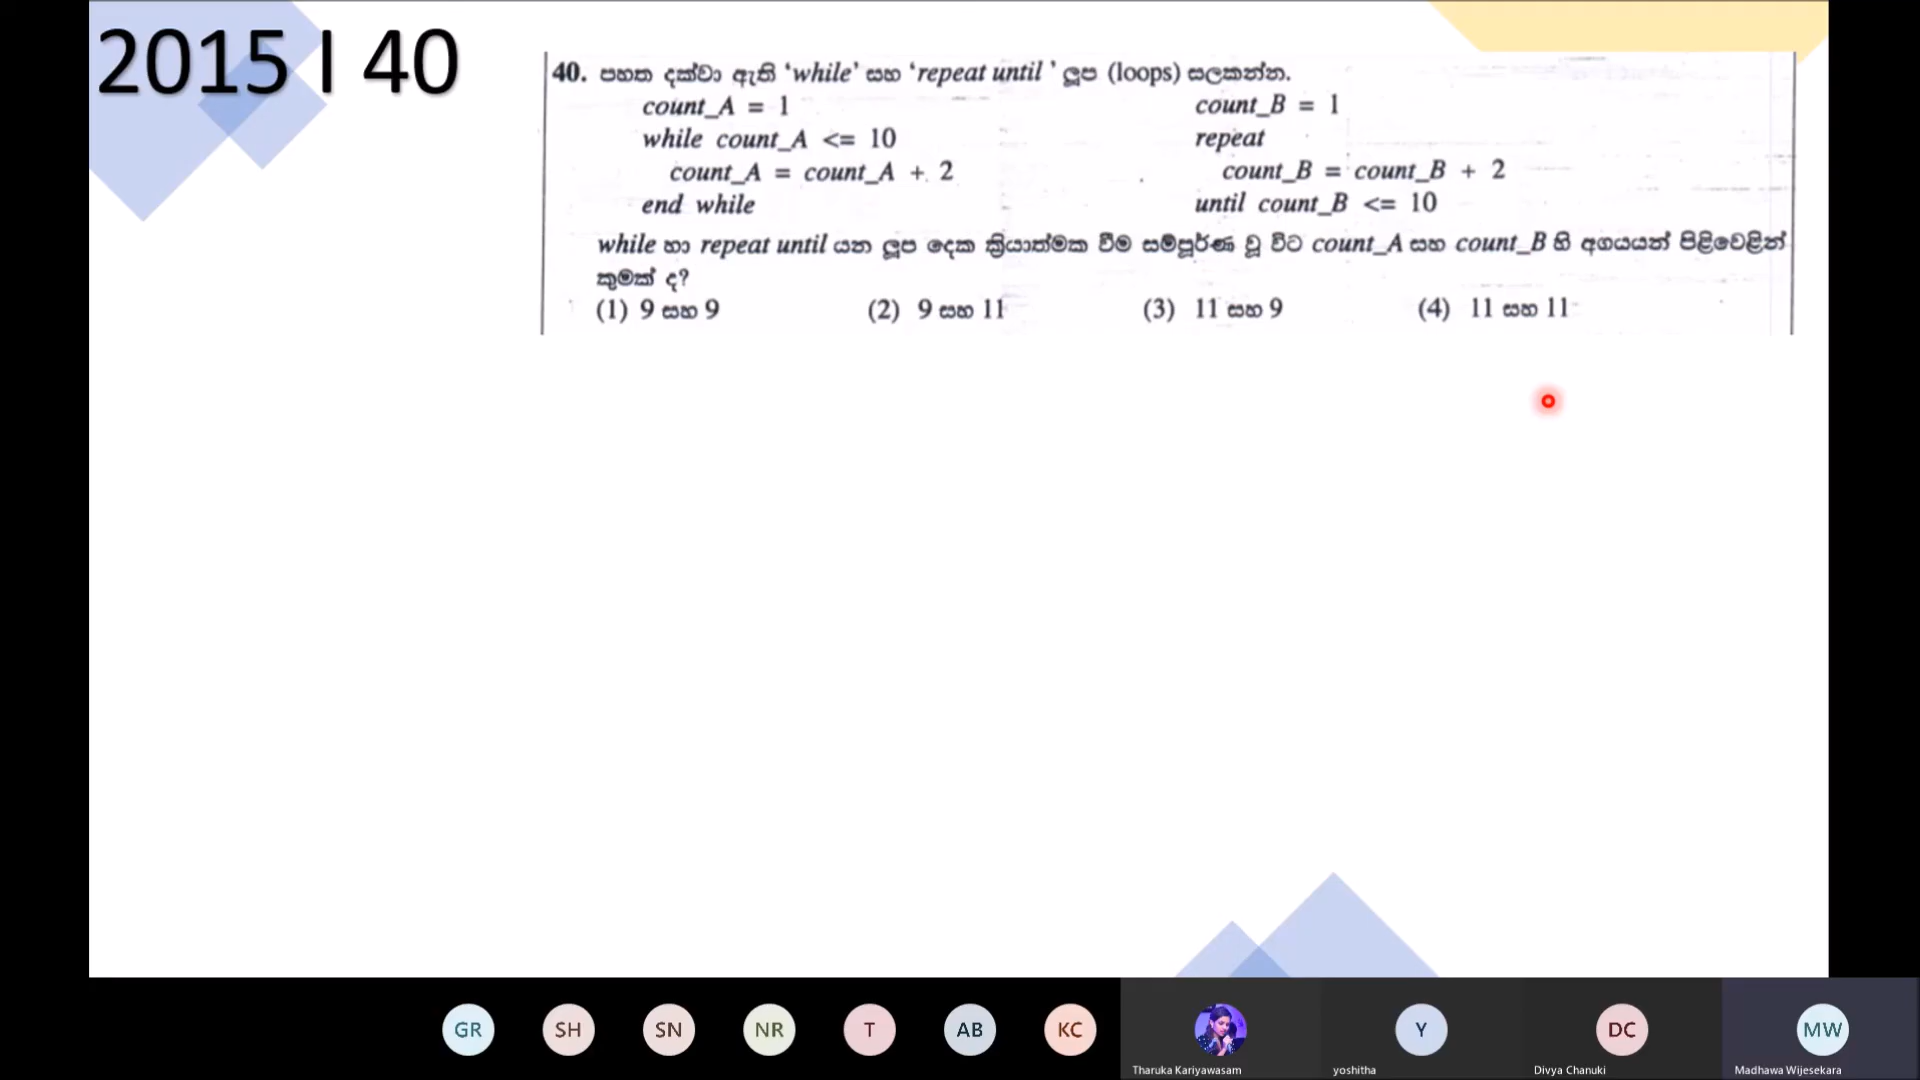 2015 I 40
40. පහත දක්වා ඇති ‘while’ සහ ‘repeat until ’ ලූප (loops) සලකන්න.
count_A = 1
while count_A <= 10
count_A = count_A + 2
end while
count_B = 1
repeat
count_B = count_B + 2
until count_B <= 10
while හා repeat until යන ලූප දෙක ක්‍රියාත්මක වීම සම්පූර්ණ වූ විට count_A සහ count_B හි අගයයන් පිළිවෙළින්
කුමක් ද?
(1) 9 සහ 9 (2) 9 සහ 11 (3) 11 සහ 9 (4) 11 සහ 11
GR SH SN NR T AB KC Y DC MW
Tharuka Kariyawasam yoshitha Divya Chanuki Madhawa Wijesekara